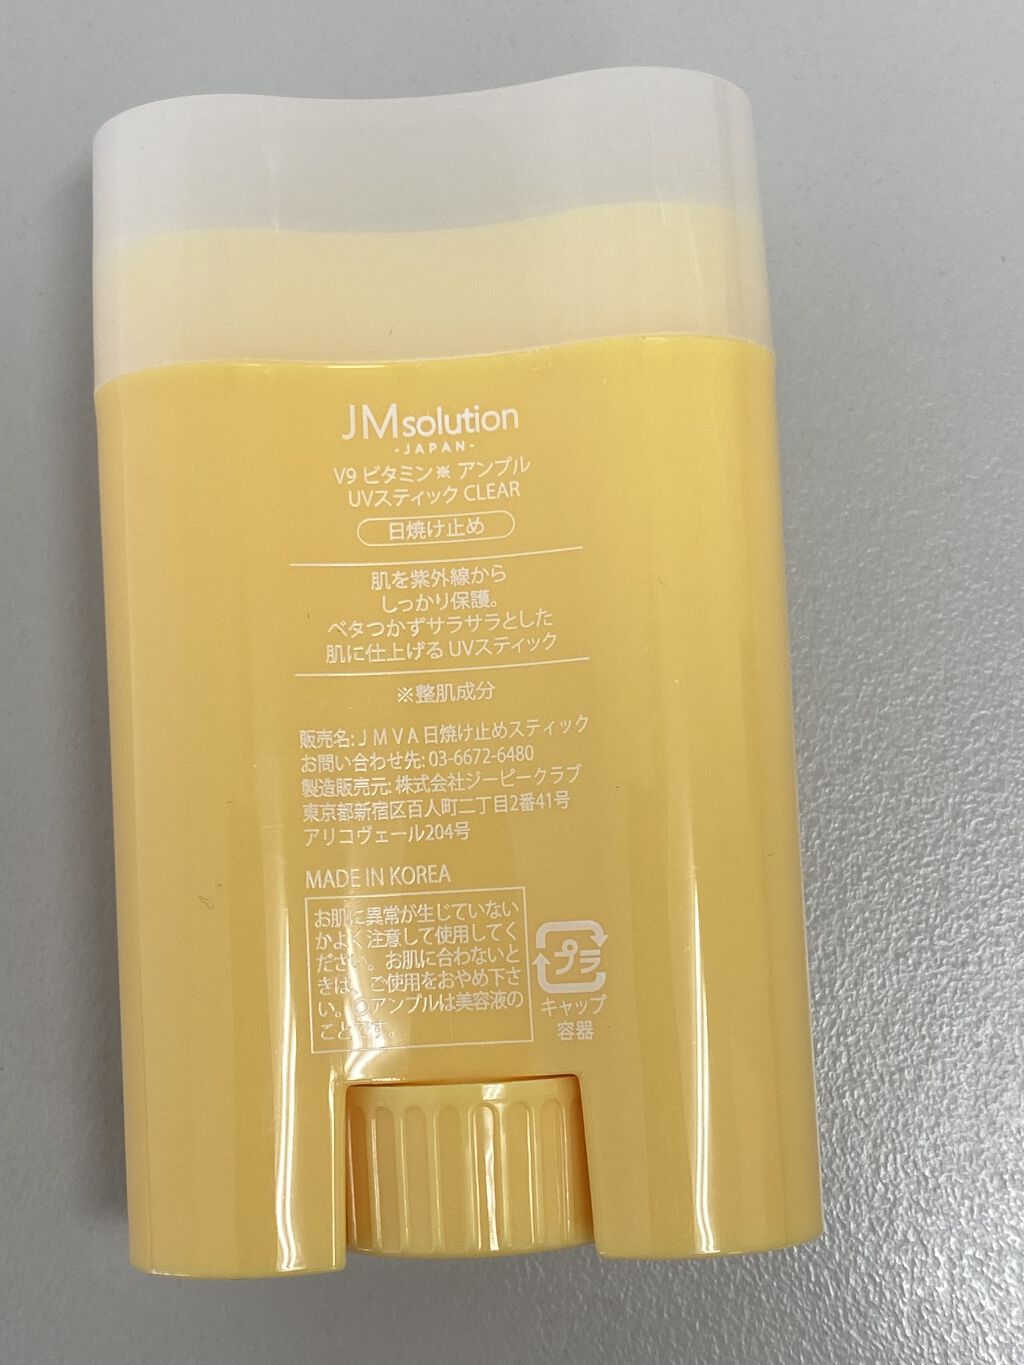 JMsolution
-JAPAN-
V9 ビタミン※ アンプル
UVスティック CLEAR
日焼け止め
肌を紫外線から
しっかり保護。
ベタつかずサラサラとした
肌に仕上げる UVスティック
※整肌成分
販売名: J M V A 日焼け止めスティック
お問い合わせ先: 03-6672-6480
製造販売元: 株式会社ジーピークラブ
東京都新宿区百人町二丁目2番41号
アリコヴェール204号
MADE IN KOREA
お肌に異常が生じていない
かよく注意して使用してく
ださい。お肌に合わないと
きは、ご使用をおやめ下さ
い。◎アンプルは美容液の
ことです。
プラ
キャップ
容器